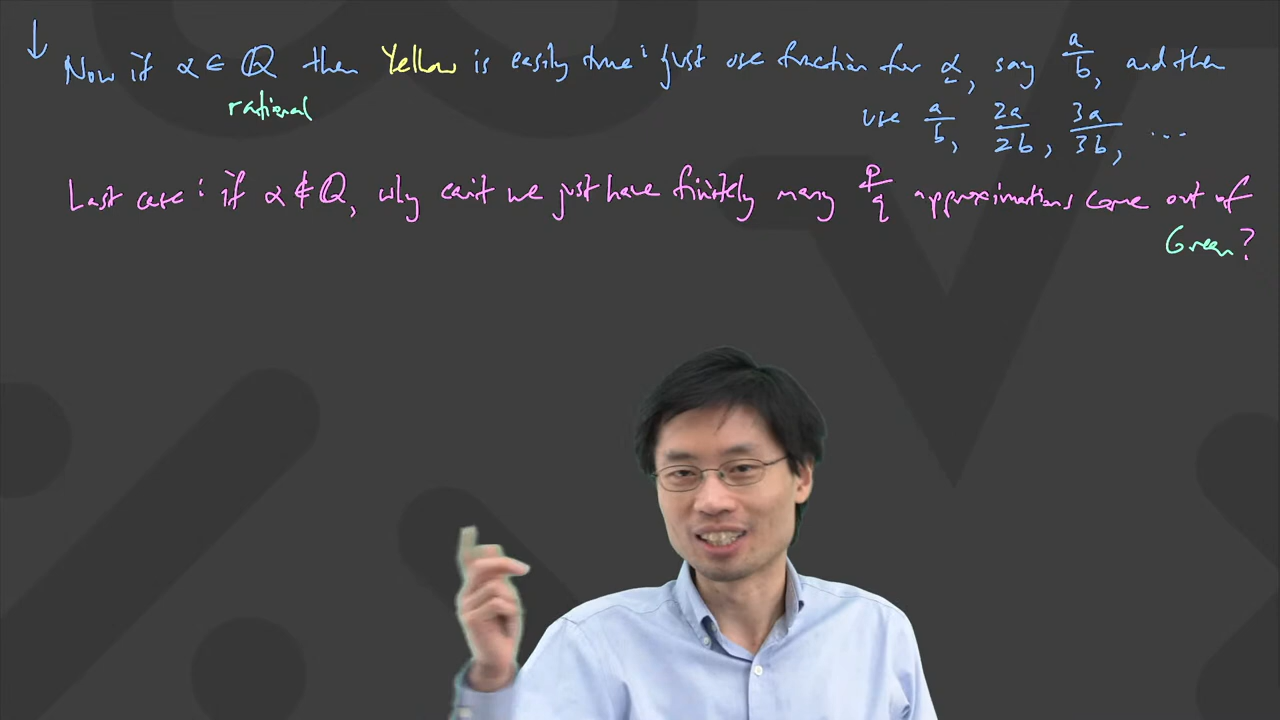 ↓ Now if α ∈ ℚ then Yellow is easily true: just use fraction for α, say a/b, and then
rational
use a/b, 2a/2b, 3a/3b, ...
Last case: if α ∉ ℚ, why can't we just have finitely many p/q approximations come out of
Green?